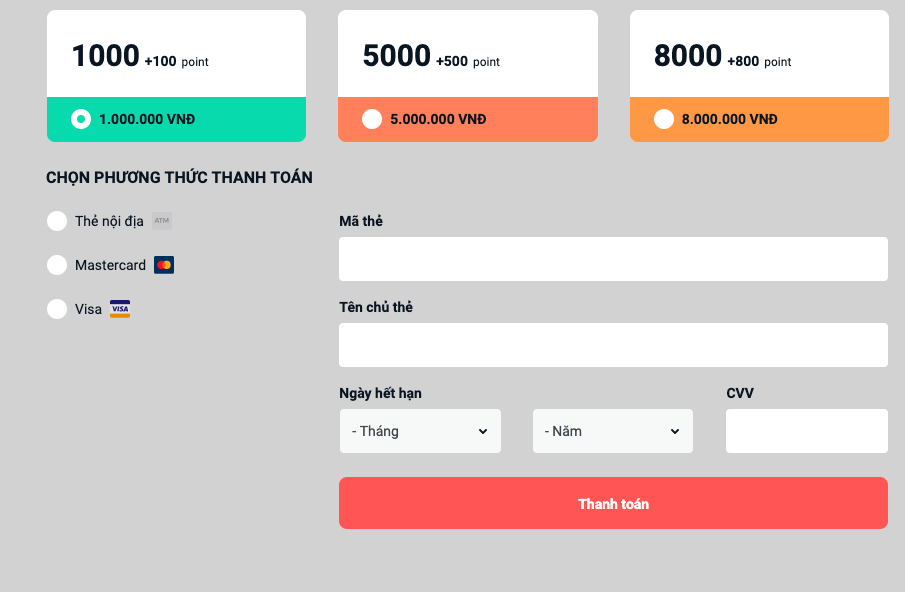 1000 +100 point
1.000.000 VNĐ
5000 +500 point
5.000.000 VNĐ
8000 +800 point
8.000.000 VNĐ
CHỌN PHƯƠNG THỨC THANH TOÁN
Thẻ nội địa ATM
Mastercard
Visa VISA
Mã thẻ
Tên chủ thẻ
Ngày hết hạn
- Tháng
- Năm
CVV
Thanh toán